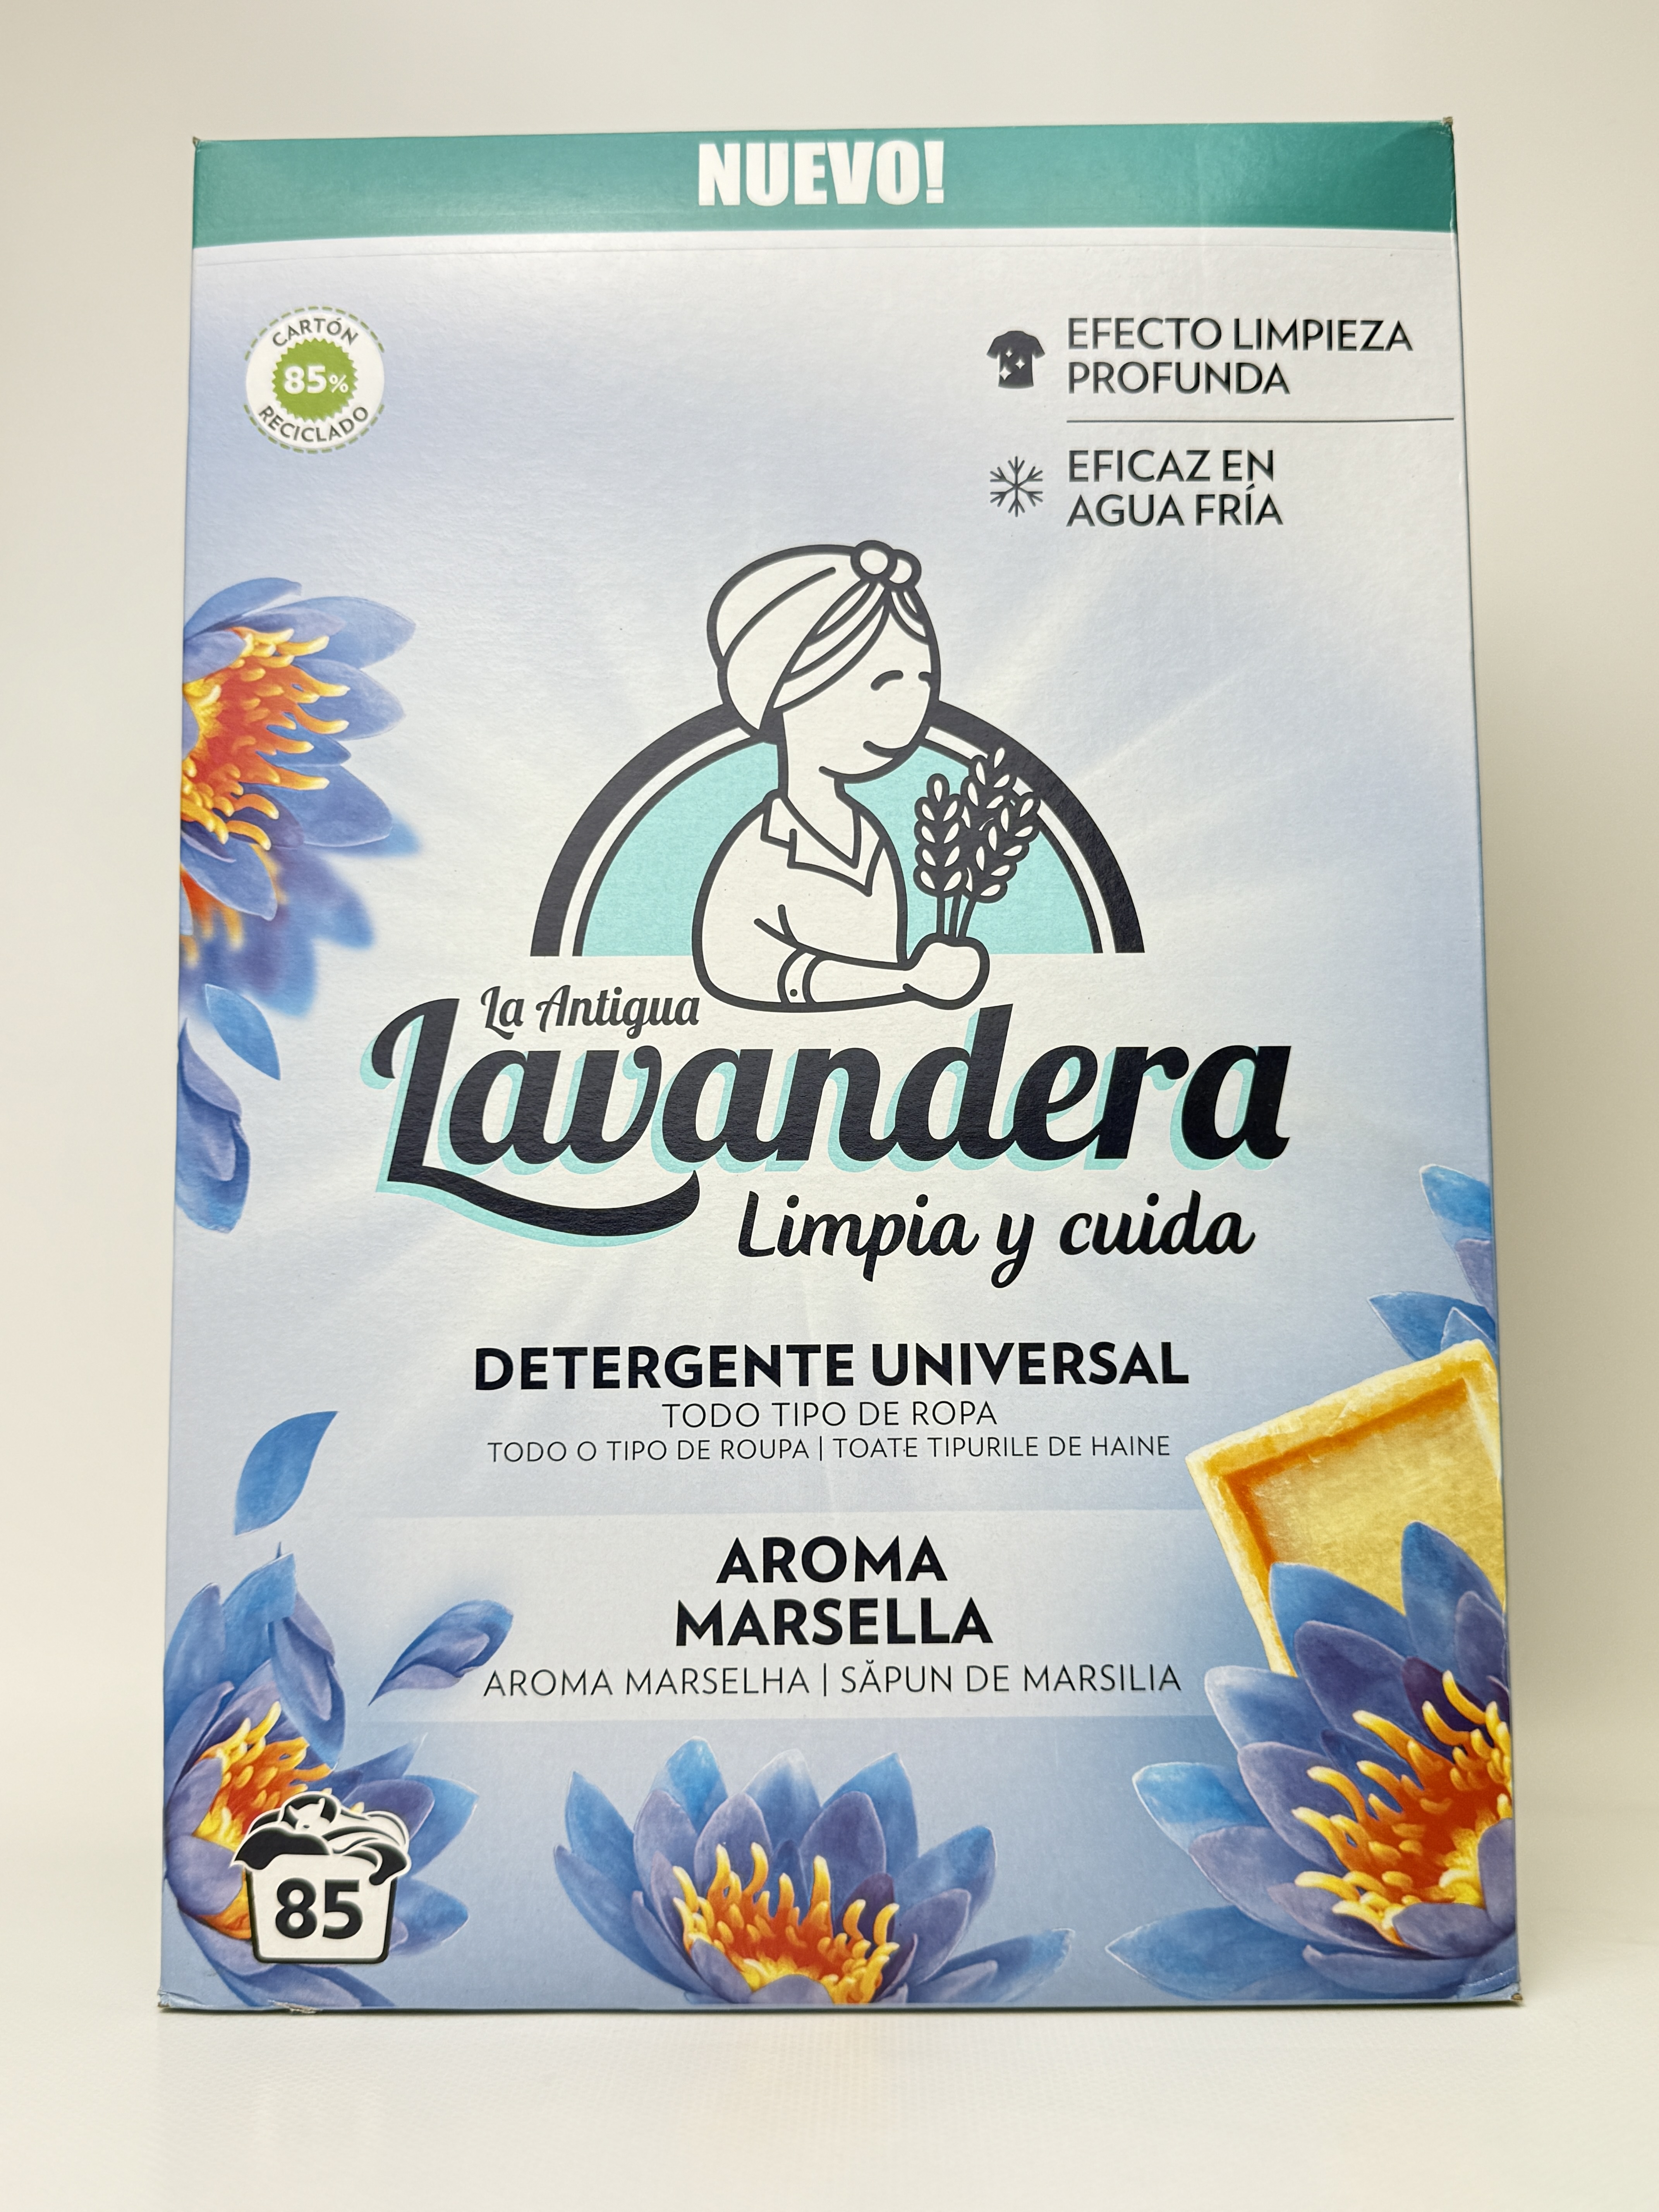 NUEVO!
CARTÓN
85%
RECICLADO
EFECTO LIMPIEZA
PROFUNDA
EFICAZ EN
AGUA FRÍA
La Antigua
Lavandera
Limpia y cuida
DETERGENTE UNIVERSAL
TODO TIPO DE ROPA
TODO O TIPO DE ROUPA | TOATE TIPURILE DE HAINE
AROMA
MARSELLA
AROMA MARSELHA | SĂPUN DE MARSILIA
85